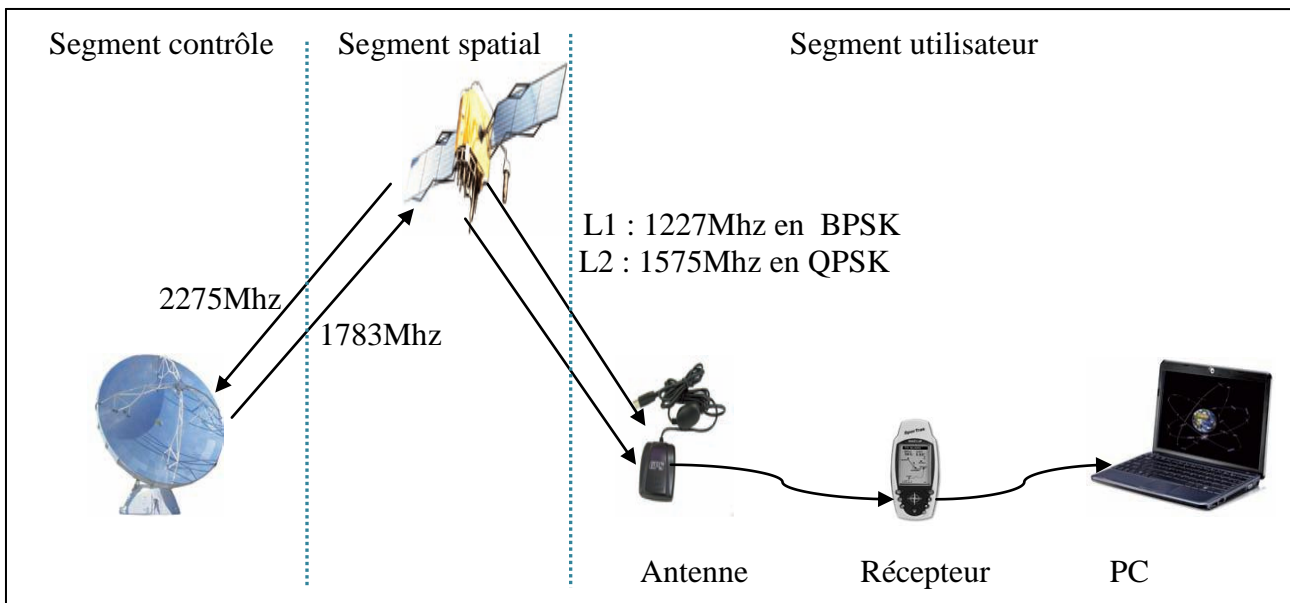 Segment contrôle
Segment spatial
Segment utilisateur
L1 : 1227Mhz en BPSK
L2 : 1575Mhz en QPSK
2275Mhz
1783Mhz
Antenne
Récepteur
PC